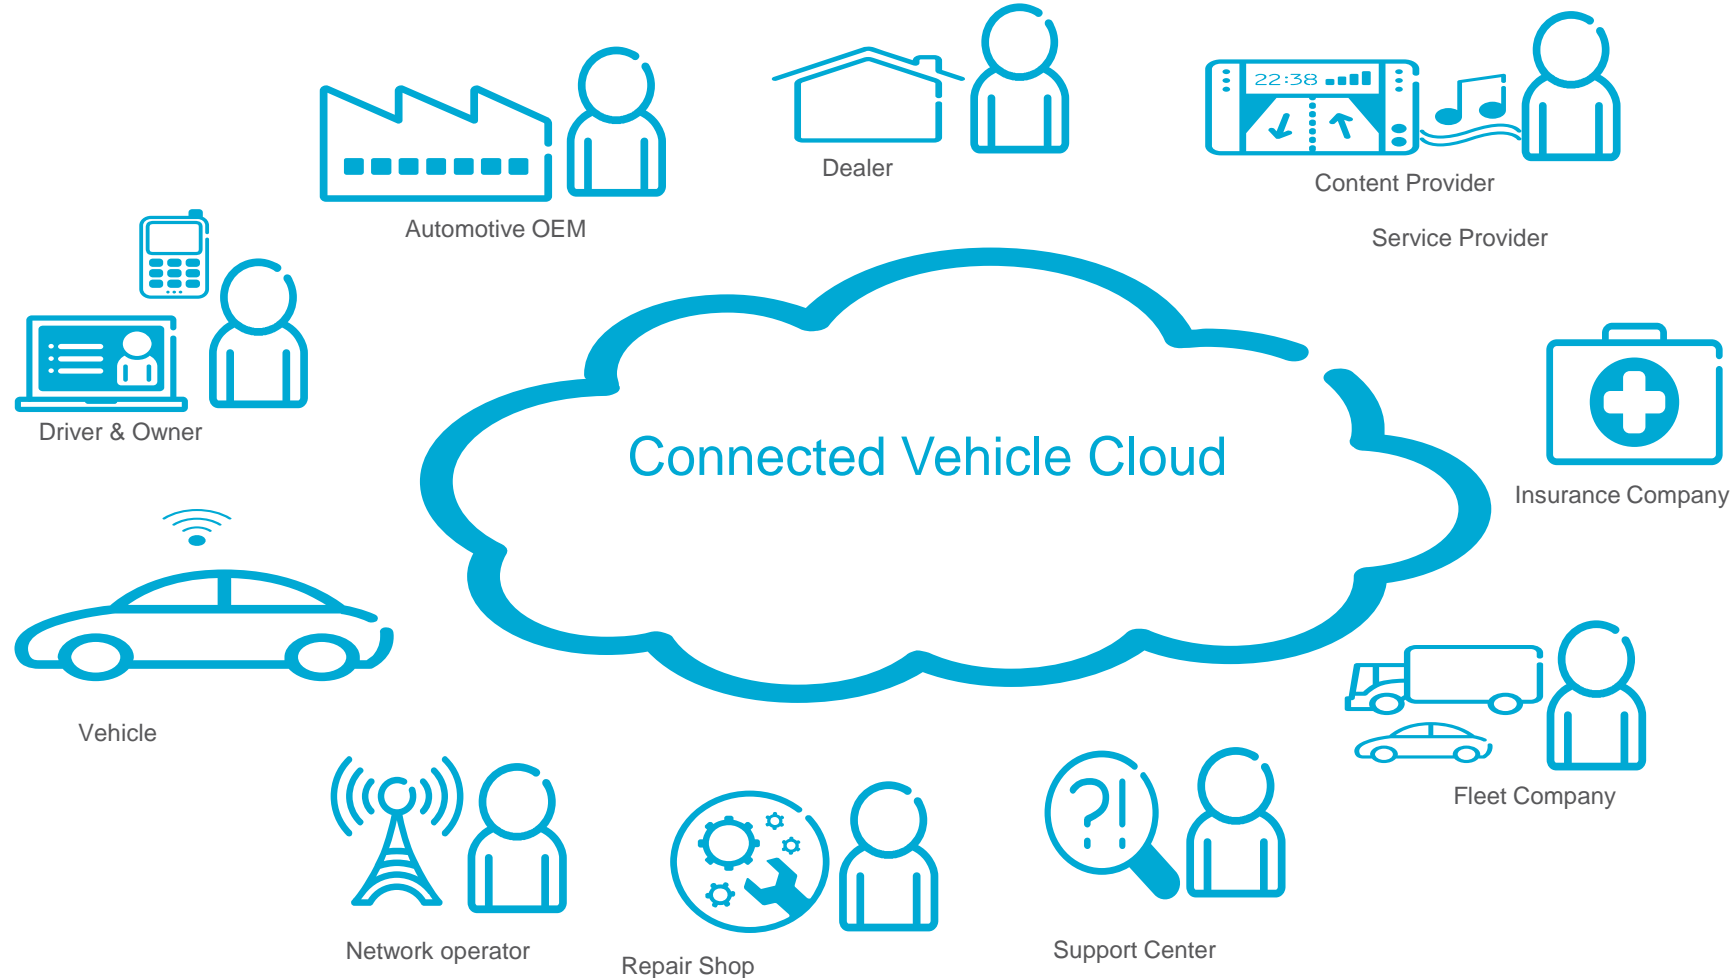 22:38
Dealer
Content Provider
Automotive OEM
Service Provider
Driver & Owner
Connected Vehicle Cloud
Insurance Company
Vehicle
?!
Fleet Company
Network operator
Repair Shop
Support Center